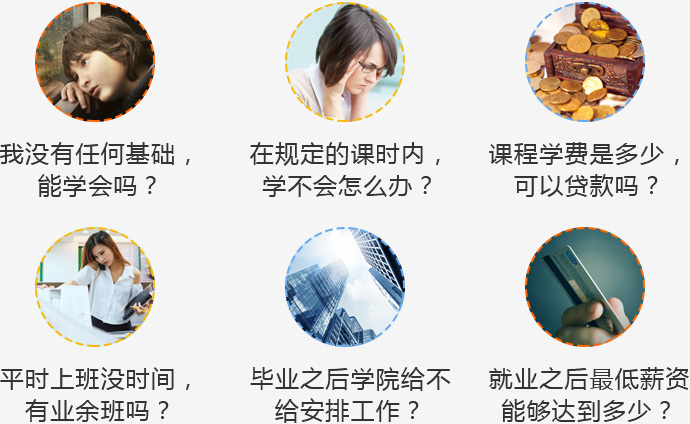 我没有任何基础，
能学会吗？
在规定的课时内，
学不会怎么办？
课程学费是多少，
可以贷款吗？
平时上班没时间，
有业余班吗？
毕业之后学院给不
给安排工作？
就业之后最低薪资
能够达到多少？